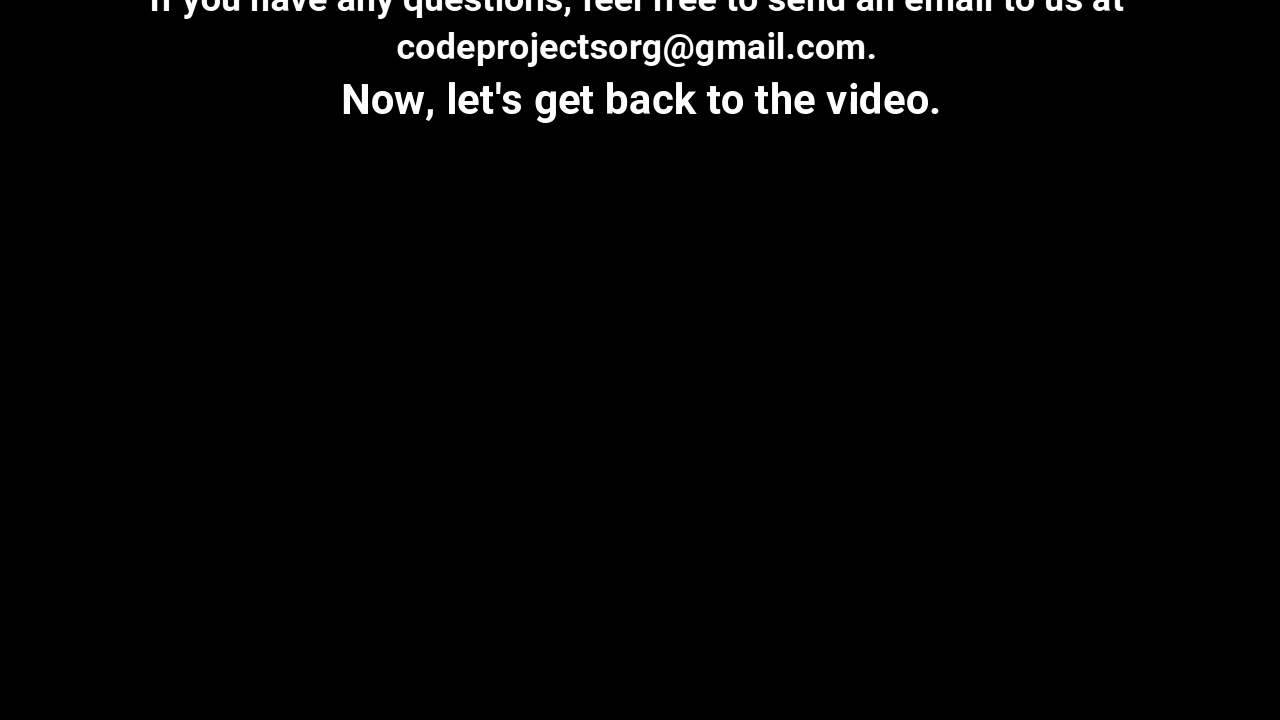 If you have any questions, feel free to send an email to us at
codeprojectsorg@gmail.com.
Now, let's get back to the video.